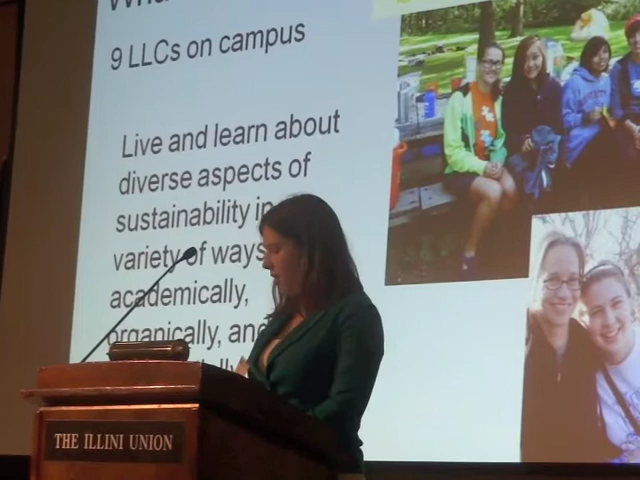 9 LLCs on campus
Live and learn about
diverse aspects of
sustainability in
variety of ways
academically,
organically, and
THE ILLINI UNION